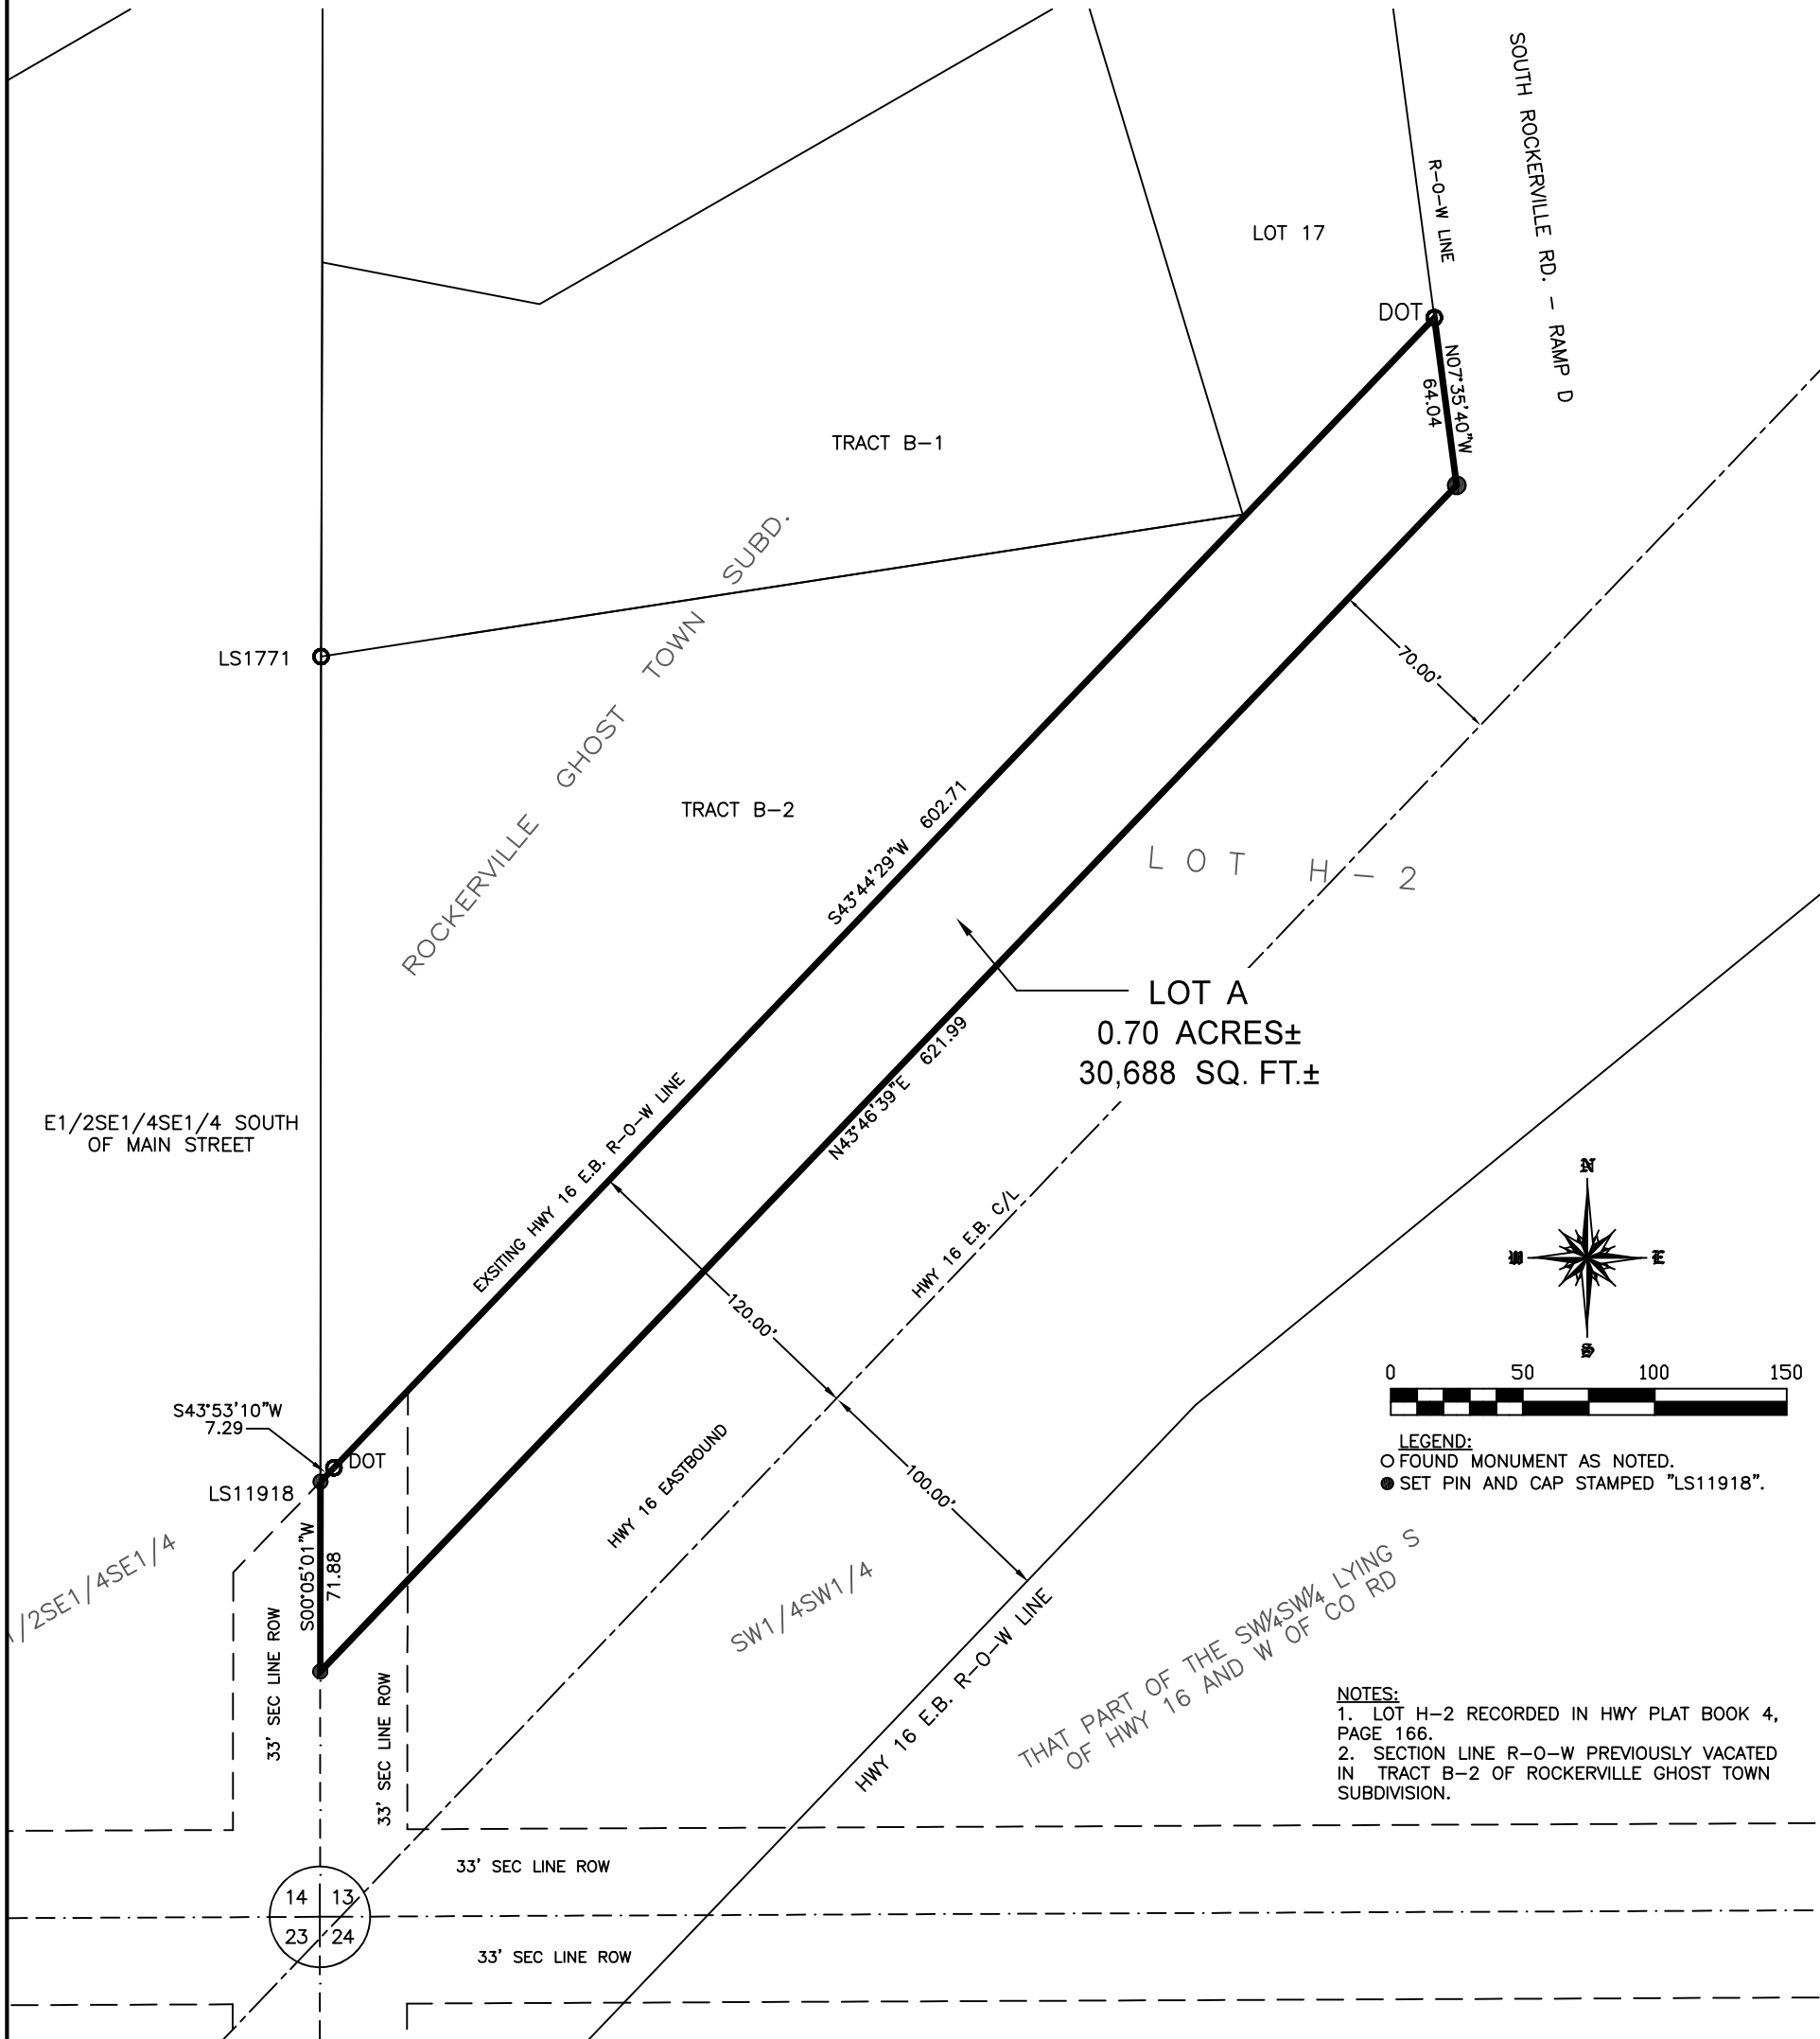 SOUTH ROCKERVILLE RD. - RAMP D
R-O-W LINE
LOT 17
DOT
N07°35'40"W
64.04
TRACT B-1
ROCKERVILLE GHOST TOWN SUBD.
LS1771
70.00'
TRACT B-2
S43°44'29"W 602.71
LOT H-2
LOT A
0.70 ACRES±
30,688 SQ. FT.±
N43°46'39"E 621.99
EXSITING HWY 16 E.B. R-O-W LINE
E1/2SE1/4SE1/4 SOUTH
OF MAIN STREET
HWY 16 E.B. C/L
120.00'
N
W
E
S
0 50 100 150
S43°53'10"W
7.29
DOT
LS11918
HWY 16 EASTBOUND
100.00'
LEGEND:
FOUND MONUMENT AS NOTED.
SET PIN AND CAP STAMPED "LS11918".
/2SE1/4SE1/4
S00°05'01"W
71.88
33' SEC LINE ROW
33' SEC LINE ROW
SW1/4SW1/4
HWY 16 E.B. R-O-W LINE
THAT PART OF THE SW¼SW¼ LYING S
OF HWY 16 AND W OF CO RD
NOTES:
1. LOT H-2 RECORDED IN HWY PLAT BOOK 4,
PAGE 166.
2. SECTION LINE R-O-W PREVIOUSLY VACATED
IN TRACT B-2 OF ROCKERVILLE GHOST TOWN
SUBDIVISION.
33' SEC LINE ROW
14 13
23 24
33' SEC LINE ROW